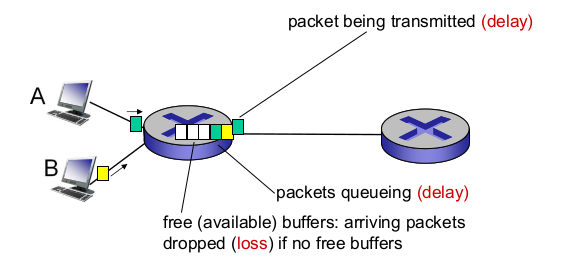 packet being transmitted (delay)
A
B
packets queueing (delay)
free (available) buffers: arriving packets
dropped (loss) if no free buffers